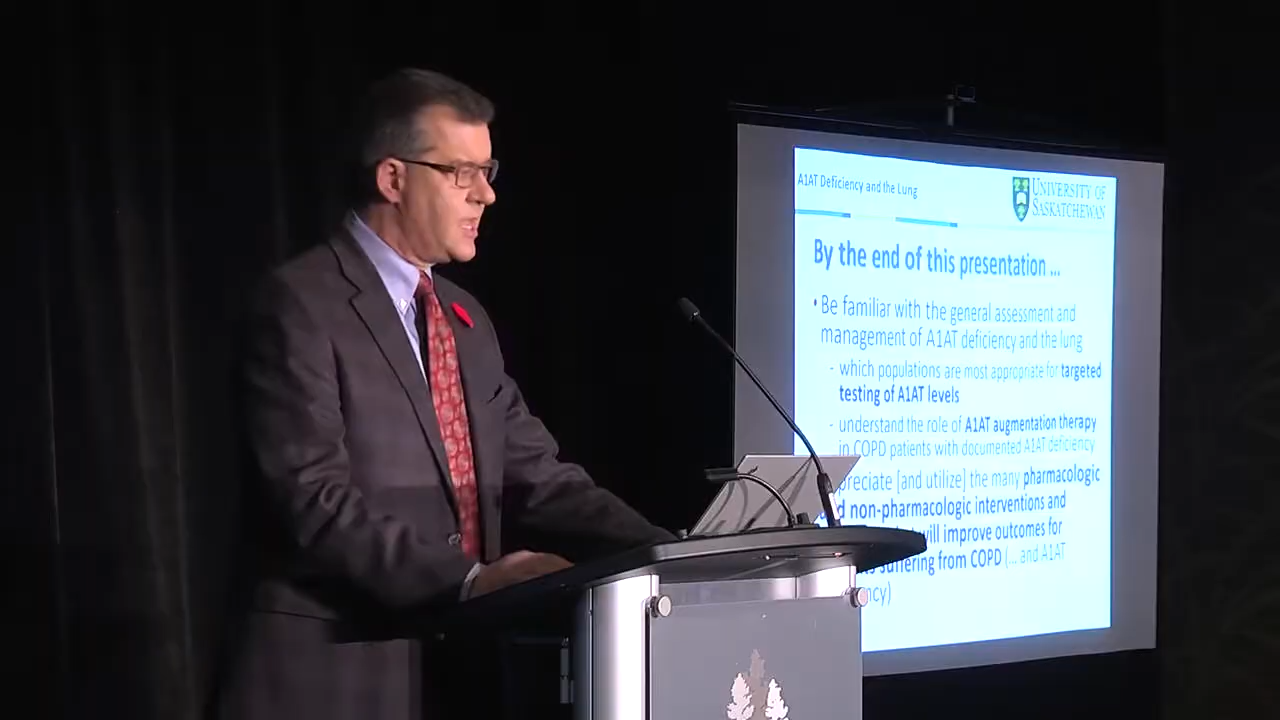 A1AT Deficiency and the Lung
UNIVERSITY OF
SASKATCHEWAN
By the end of this presentation ...
• Be familiar with the general assessment and
management of A1AT deficiency and the lung
- which populations are most appropriate for targeted
testing of A1AT levels
- understand the role of A1AT augmentation therapy
in COPD patients with documented A1AT deficiency
[and utilize] the many pharmacologic
non-pharmacologic interventions and
will improve outcomes for
suffering from COPD (... and A1AT